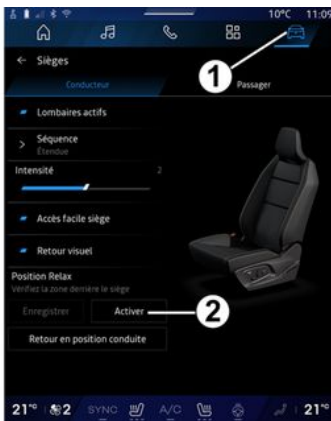 10°C 11:09
1
Sièges
Conducteur Passager
Lombaires actifs
Séquence
Étendue
Intensité 2
Accès facile siège
Retour visuel
Position Relax
Vérifiez la zone derrière le siège
Enregistrer Activer
2
Retour en position conduite
21° 2 SYNC A/C 21°